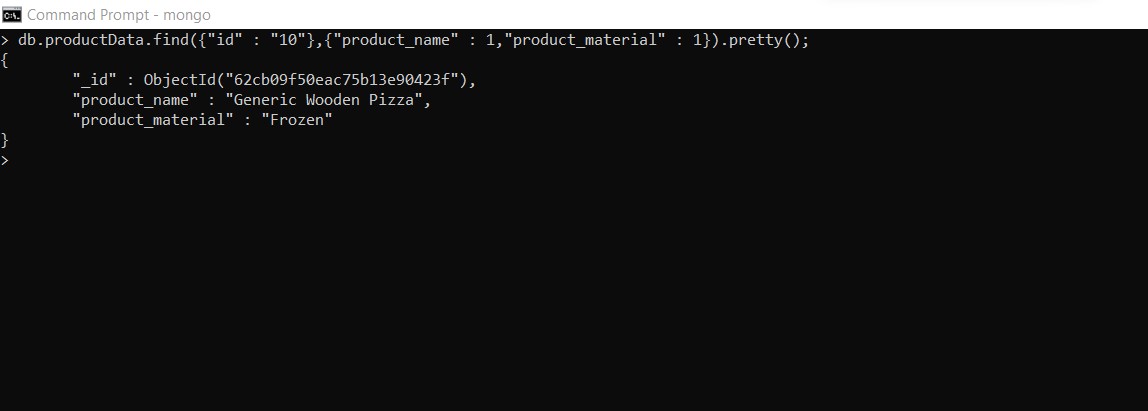 Command Prompt - mongo
> db.productData.find({"id" : "10"},{"product_name" : 1,"product_material" : 1}).pretty();
{
        "_id" : ObjectId("62cb09f50eac75b13e90423f"),
        "product_name" : "Generic Wooden Pizza",
        "product_material" : "Frozen"
}
>